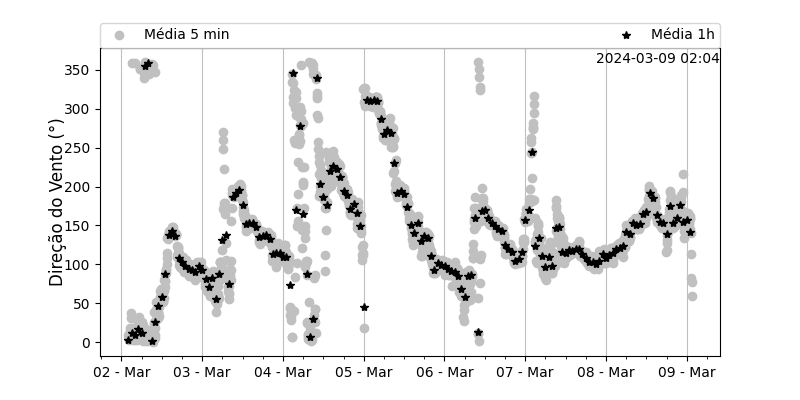 Média 5 min
Média 1h
2024-03-09 02:04
Direção do Vento (°)
350
300
250
200
150
100
50
0
02 - Mar
03 - Mar
04 - Mar
05 - Mar
06 - Mar
07 - Mar
08 - Mar
09 - Mar